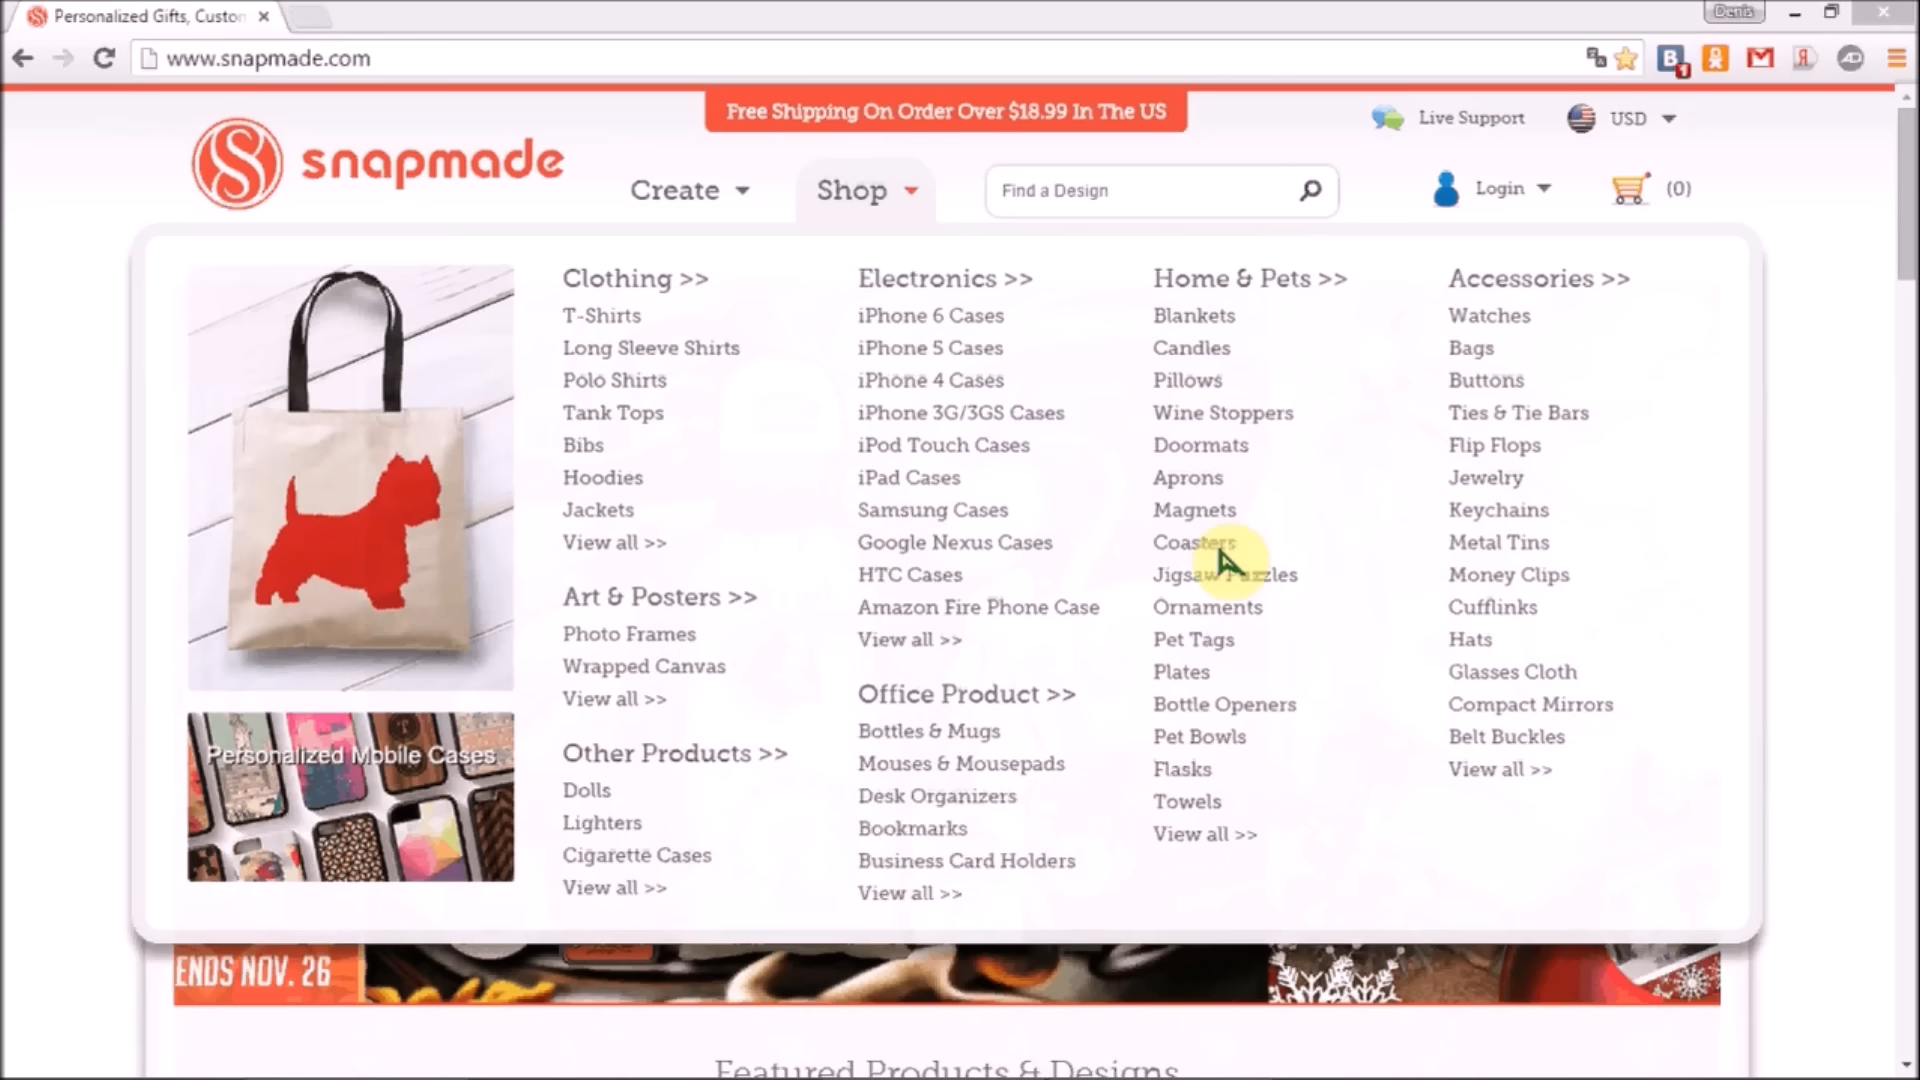 Personalized Gifts, Custon
Denis
www.snapmade.com
Free Shipping On Order Over $18.99 In The US
Live Support
USD
snapmade
Create
Shop
Find a Design
Login
(0)
Clothing >>
T-Shirts
Long Sleeve Shirts
Polo Shirts
Tank Tops
Bibs
Hoodies
Jackets
View all >>
Art & Posters >>
Photo Frames
Wrapped Canvas
View all >>
Other Products >>
Dolls
Lighters
Cigarette Cases
View all >>
Electronics >>
iPhone 6 Cases
iPhone 5 Cases
iPhone 4 Cases
iPhone 3G/3GS Cases
iPod Touch Cases
iPad Cases
Samsung Cases
Google Nexus Cases
HTC Cases
Amazon Fire Phone Case
View all >>
Office Product >>
Bottles & Mugs
Mouses & Mousepads
Desk Organizers
Bookmarks
Business Card Holders
View all >>
Home & Pets >>
Blankets
Candles
Pillows
Wine Stoppers
Doormats
Aprons
Magnets
Coasters
Jigsaw Puzzles
Ornaments
Pet Tags
Plates
Bottle Openers
Pet Bowls
Flasks
Towels
View all >>
Accessories >>
Watches
Bags
Buttons
Ties & Tie Bars
Flip Flops
Jewelry
Keychains
Metal Tins
Money Clips
Cufflinks
Hats
Glasses Cloth
Compact Mirrors
Belt Buckles
View all >>
Personalized Mobile Cases
ENDS NOV. 26
Featured Products & Designs